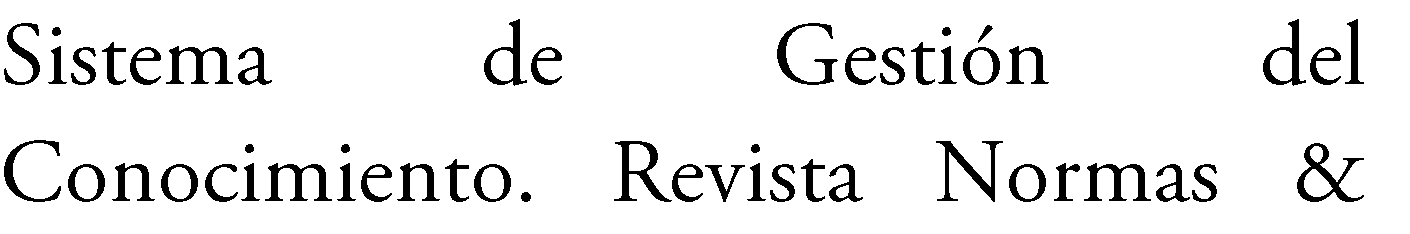 Sistema de Gestión del
Conocimiento. Revista Normas &